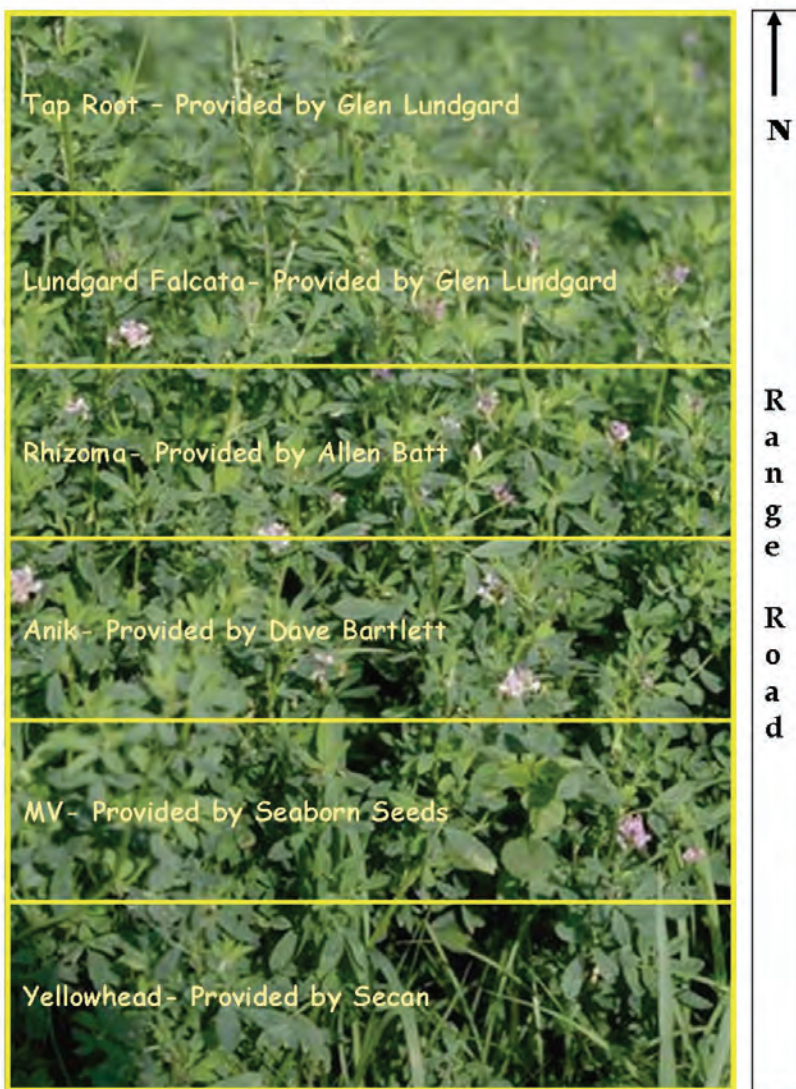 Tap Root – Provided by Glen Lundgard
Lundgard Falcata- Provided by Glen Lundgard
Rhizoma- Provided by Allen Batt
Anik- Provided by Dave Bartlett
MV- Provided by Seaborn Seeds
Yellowhead- Provided by Secan
N
Range Road